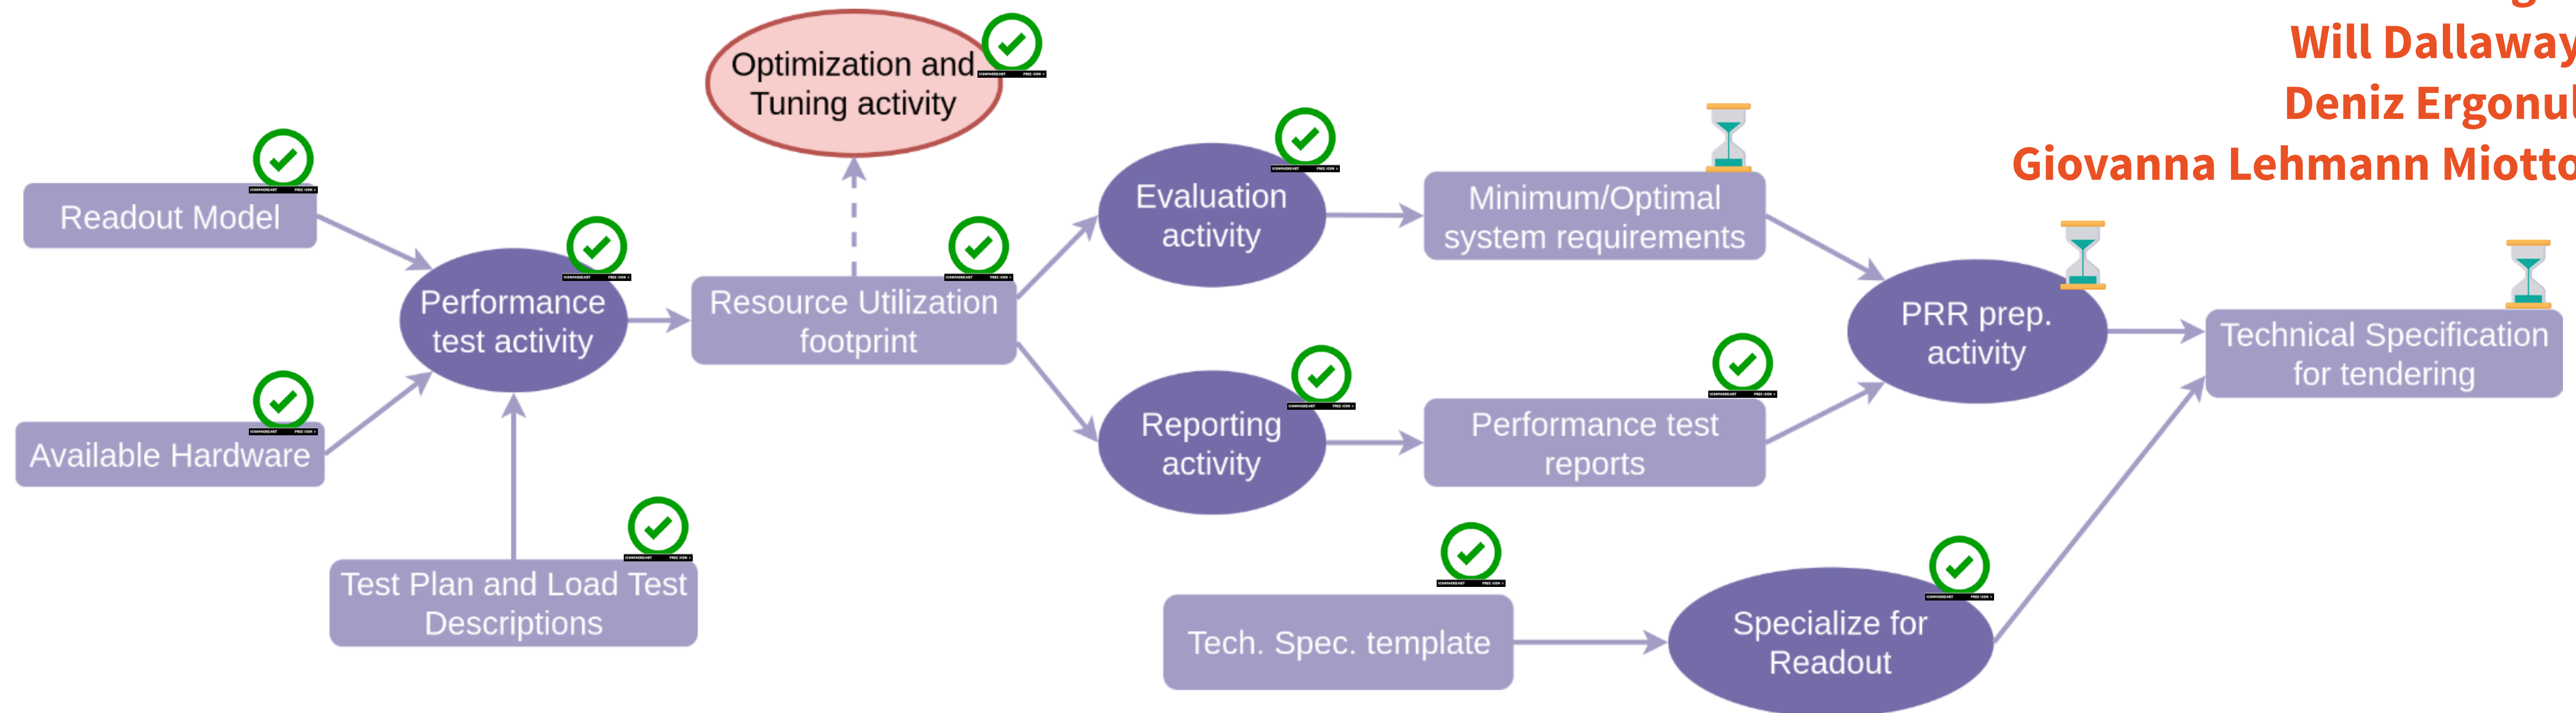 Optimization and
Tuning activity
Will Dallaway
Deniz Ergonul
Giovanna Lehmann Miotto
Readout Model
Evaluation
activity
Minimum/Optimal
system requirements
Performance
test activity
Resource Utilization
footprint
PRR prep.
activity
Technical Specification
for tendering
Available Hardware
Reporting
activity
Performance test
reports
Test Plan and Load Test
Descriptions
Tech. Spec. template
Specialize for
Readout